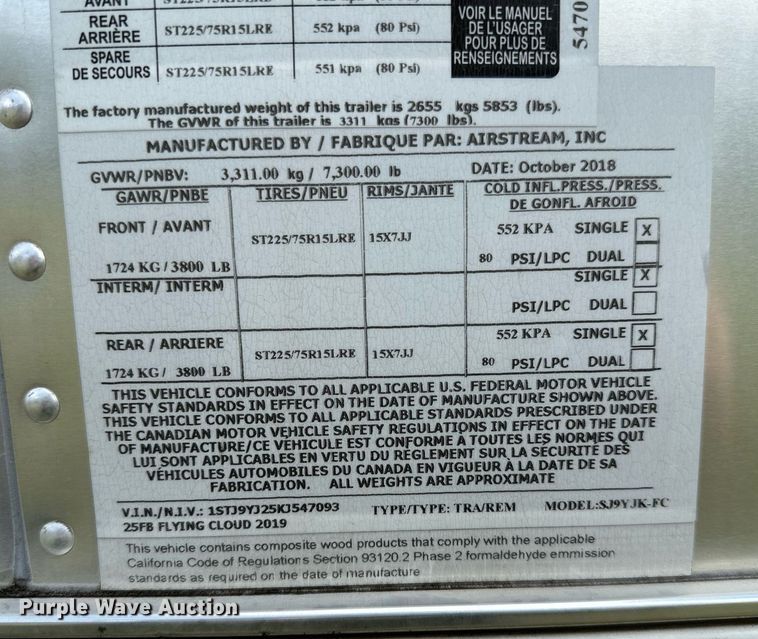 REAR
ARRIÈRE
ST225/75R15LRE
552 kpa (80 Psi)
SPARE
DE SECOURS
ST225/75R15LRE
551 kpa (80 Psi)
VOIR LE MANUEL
DE L'USAGER
POUR PLUS DE
RENSEIGNEMENTS
5470
The factory manufactured weight of this trailer is 2655 kgs 5853 (lbs).
The GVWR of this trailer is 3311 kgs (7300 lbs).
MANUFACTURED BY / FABRIQUE PAR: AIRSTREAM, INC
GVWR/PNBV: 3,311.00 kg / 7,300.00 lb DATE: October 2018
GAWR/PNBE TIRES/PNEU RIMS/JANTE COLD INFL.PRESS./PRESS.
DE GONFL. AFROID
FRONT / AVANT ST225/75R15LRE 15X7JJ 552 KPA SINGLE X
1724 KG / 3800 LB 80 PSI/LPC DUAL
INTERM/ INTERM SINGLE X
PSI/LPC DUAL
REAR / ARRIERE ST225/75R15LRE 15X7JJ 552 KPA SINGLE X
1724 KG / 3800 LB 80 PSI/LPC DUAL
THIS VEHICLE CONFORMS TO ALL APPLICABLE U.S. FEDERAL MOTOR VEHICLE
SAFETY STANDARDS IN EFFECT ON THE DATE OF MANUFACTURE SHOWN ABOVE.
THIS VEHICLE CONFORMS TO ALL APPLICABLE STANDARDS PRESCRIBED UNDER
THE CANADIAN MOTOR VEHICLE SAFETY REGULATIONS IN EFFECT ON THE DATE
OF MANUFACTURE/CE VÉHICULE EST CONFORME À TOUTES LES NORMES QUI
LUI SONT APPLICABLES EN VERTU DU RÈGLEMENT SUR LA SÉCURITÉ DES
VÉHICULES AUTOMOBILES DU CANADA EN VIGUEUR À LA DATE DE SA
FABRICATION. ALL WEIGHTS ARE APPROXIMATE
V.I.N./N.I.V.: 1STJ9YJ25KJ547093 TYPE/TYPE: TRA/REM MODEL:SJ9YJK-FC
25FB FLYING CLOUD 2019
This vehicle contains composite wood products that comply with the applicable
California Code of Regulations Section 93120.2 Phase 2 formaldehyde emmission
standards as required on the date of manufacture
Purple Wave Auction